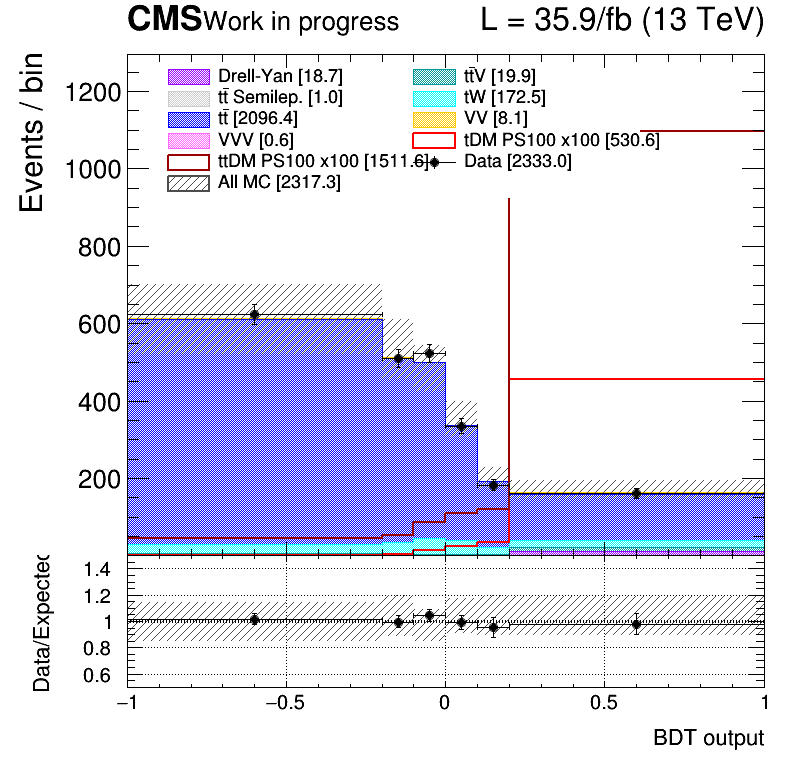 CMS Work in progress L = 35.9/fb (13 TeV)
Events / bin
1200
1000
800
600
400
200
Drell-Yan [18.7] tt̄V [19.9]
tt̄ Semilep. [1.0] tW [172.5]
tt̄ [2096.4] VV [8.1]
VVV [0.6] tDM PS100 x100 [530.6]
ttDM PS100 x100 [1511.6] Data [2333.0]
All MC [2317.3]
Data/Expected
1.4
1.2
1
0.8
0.6
−1 −0.5 0 0.5 1
BDT output